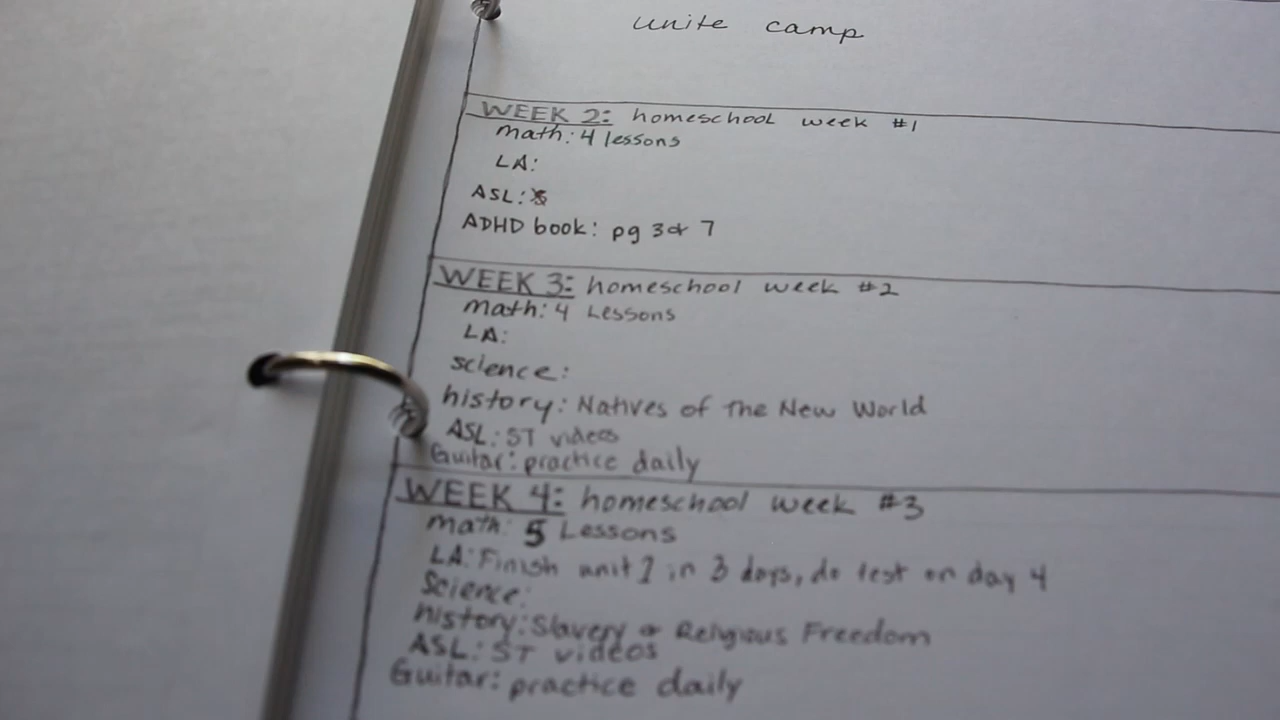 unite camp
WEEK 2: homeschool week #1
math: 4 lessons
LA:
ASL:
ADHD book: pg 3 & 7
WEEK 3: homeschool week #2
math: 4 Lessons
LA:
science:
history: Natives of The New World
ASL: ST videos
Guitar: practice daily
WEEK 4: homeschool week #3
math: 5 Lessons
LA: Finish unit 1 in 3 days, do test on day 4
Science:
history: Slavery & Religious Freedom
ASL: ST videos
Guitar: practice daily